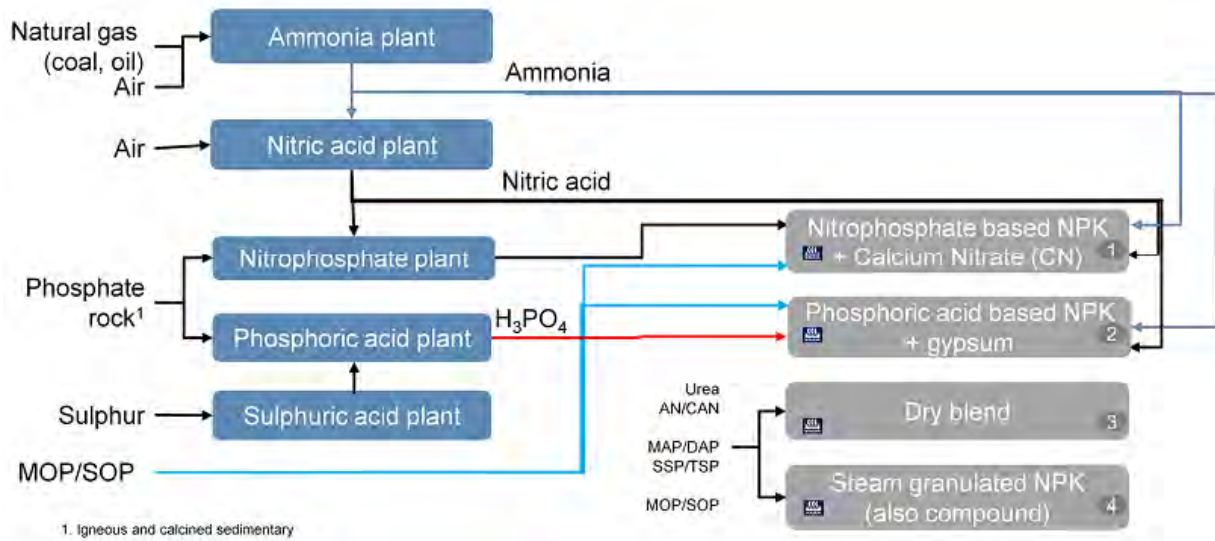 Natural gas
(coal, oil)
Air
Ammonia plant
Ammonia
Air
Nitric acid plant
Nitric acid
Nitrophosphate plant
Nitrophosphate based NPK
+ Calcium Nitrate (CN)
1
Phosphate
rock¹
Phosphoric acid plant
H₃PO₄
Phosphoric acid based NPK
+ gypsum
2
Sulphur
Sulphuric acid plant
MOP/SOP
Urea
AN/CAN
MAP/DAP
SSP/TSP
MOP/SOP
Dry blend
3
Steam granulated NPK
(also compound)
4
1. Igneous and calcined sedimentary